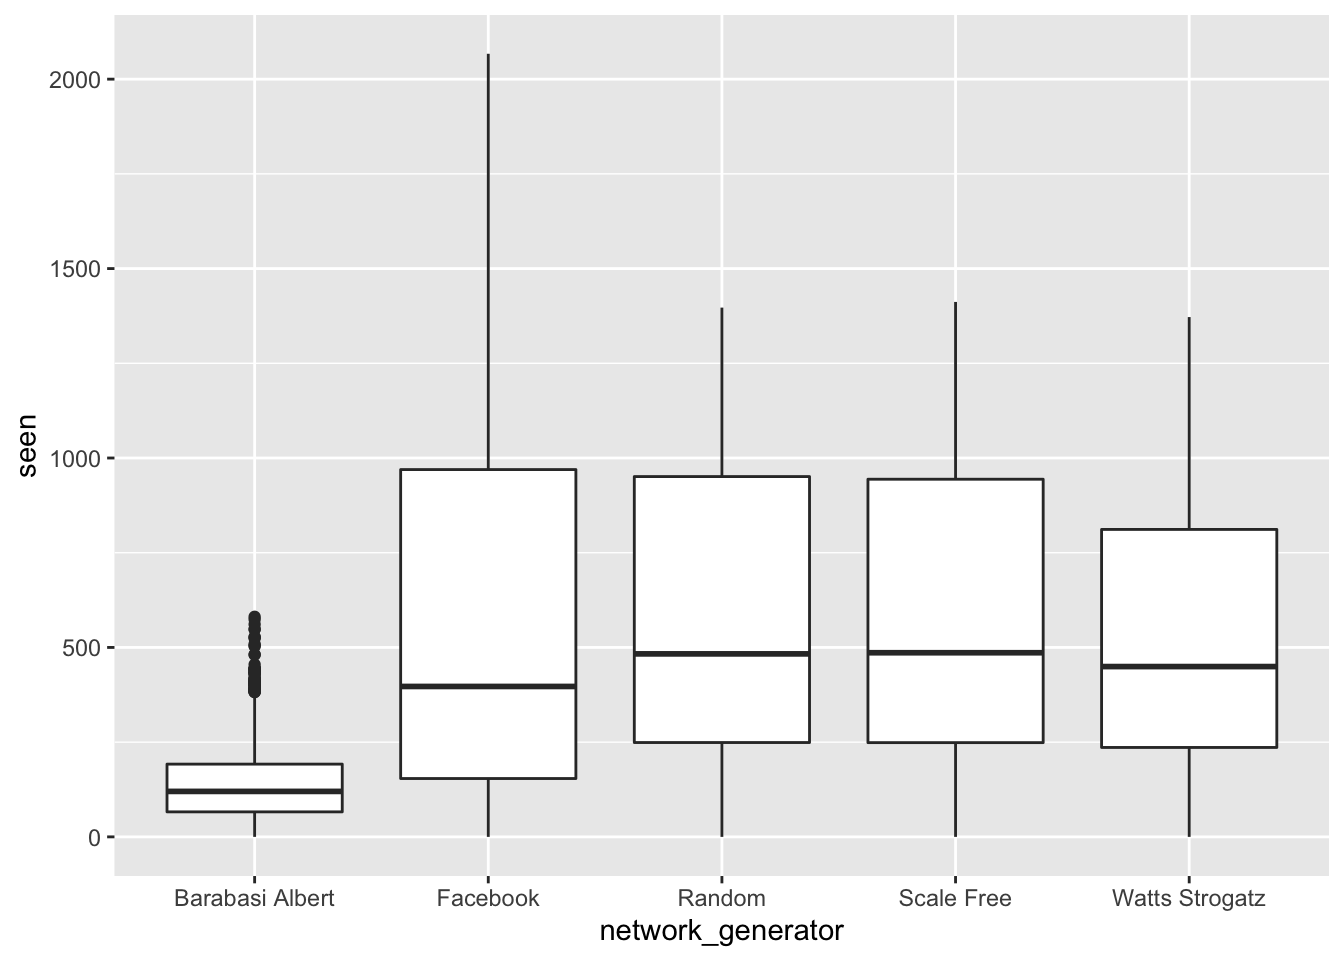 2000
1500
1000
500
0
seen
Barabasi Albert Facebook Random Scale Free Watts Strogatz
network_generator